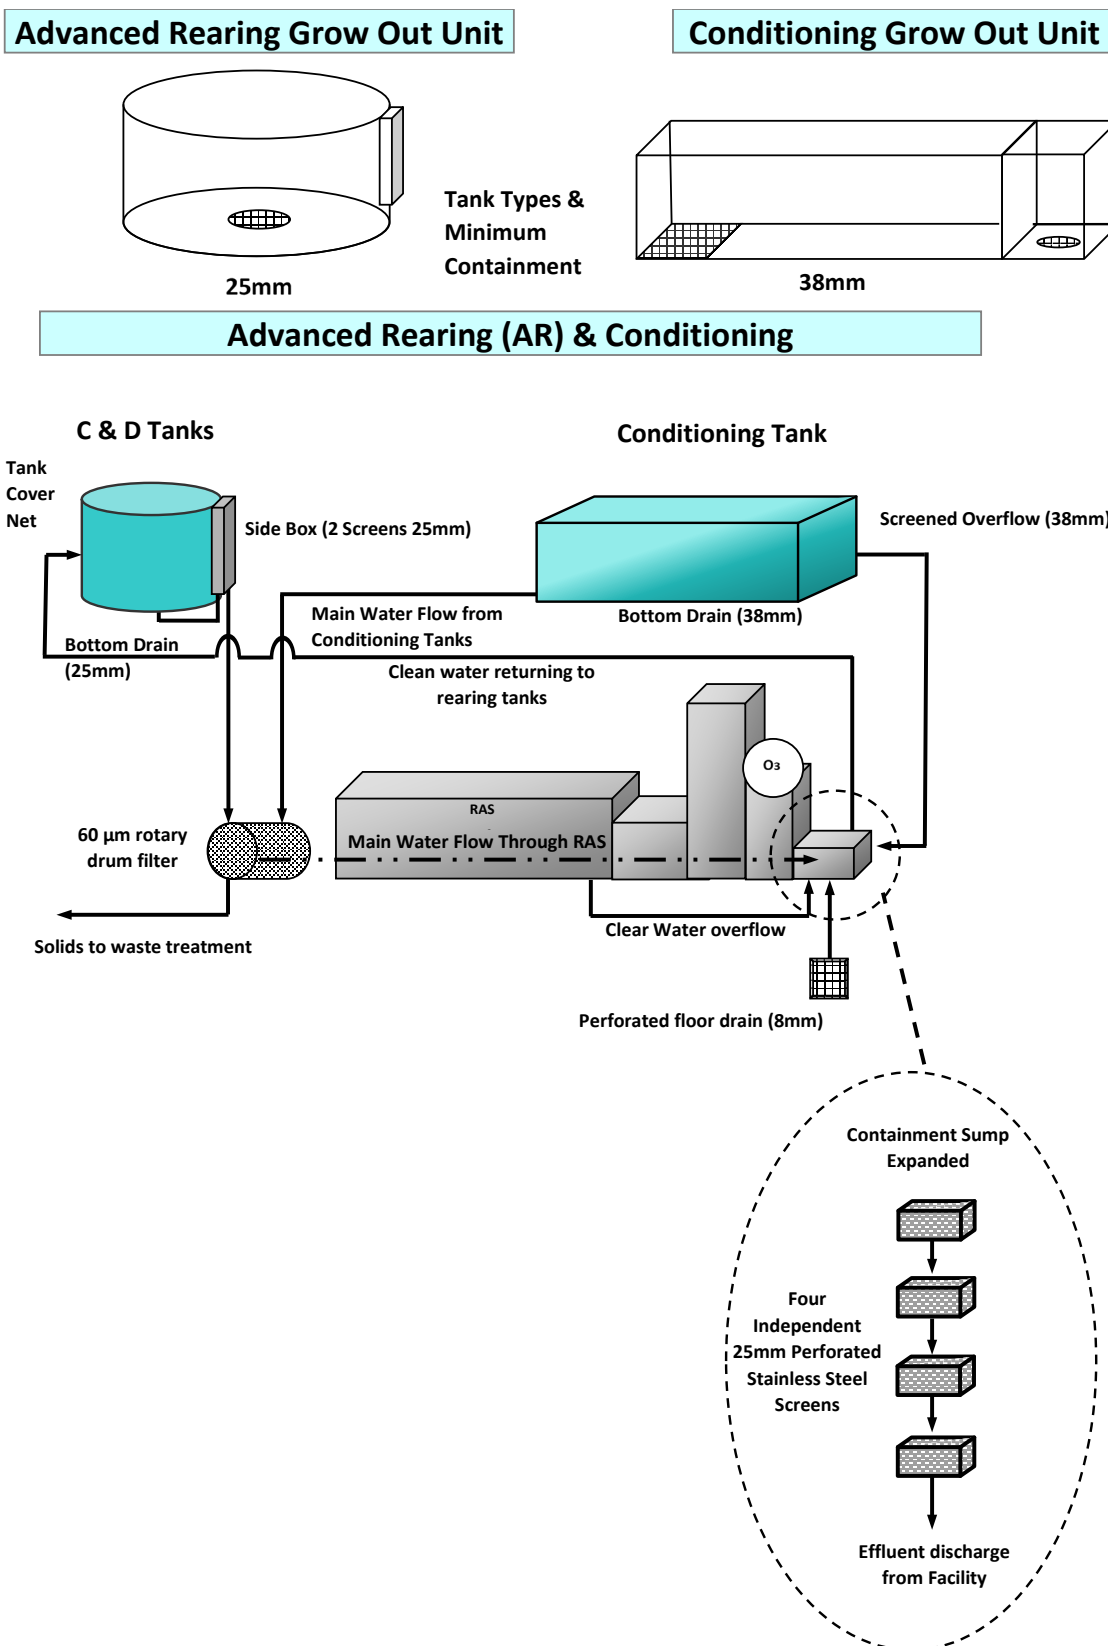 Advanced Rearing Grow Out Unit
Conditioning Grow Out Unit
Tank Types &
Minimum
Containment
25mm
38mm
Advanced Rearing (AR) & Conditioning
C & D Tanks
Conditioning Tank
Tank
Cover
Net
Side Box (2 Screens 25mm)
Screened Overflow (38mm)
Main Water Flow from
Conditioning Tanks
Bottom Drain (38mm)
Bottom Drain
(25mm)
Clean water returning to
rearing tanks
O3
RAS
Main Water Flow Through RAS
60 µm rotary
drum filter
Clear Water overflow
Solids to waste treatment
Perforated floor drain (8mm)
Containment Sump
Expanded
Four
Independent
25mm Perforated
Stainless Steel
Screens
Effluent discharge
from Facility